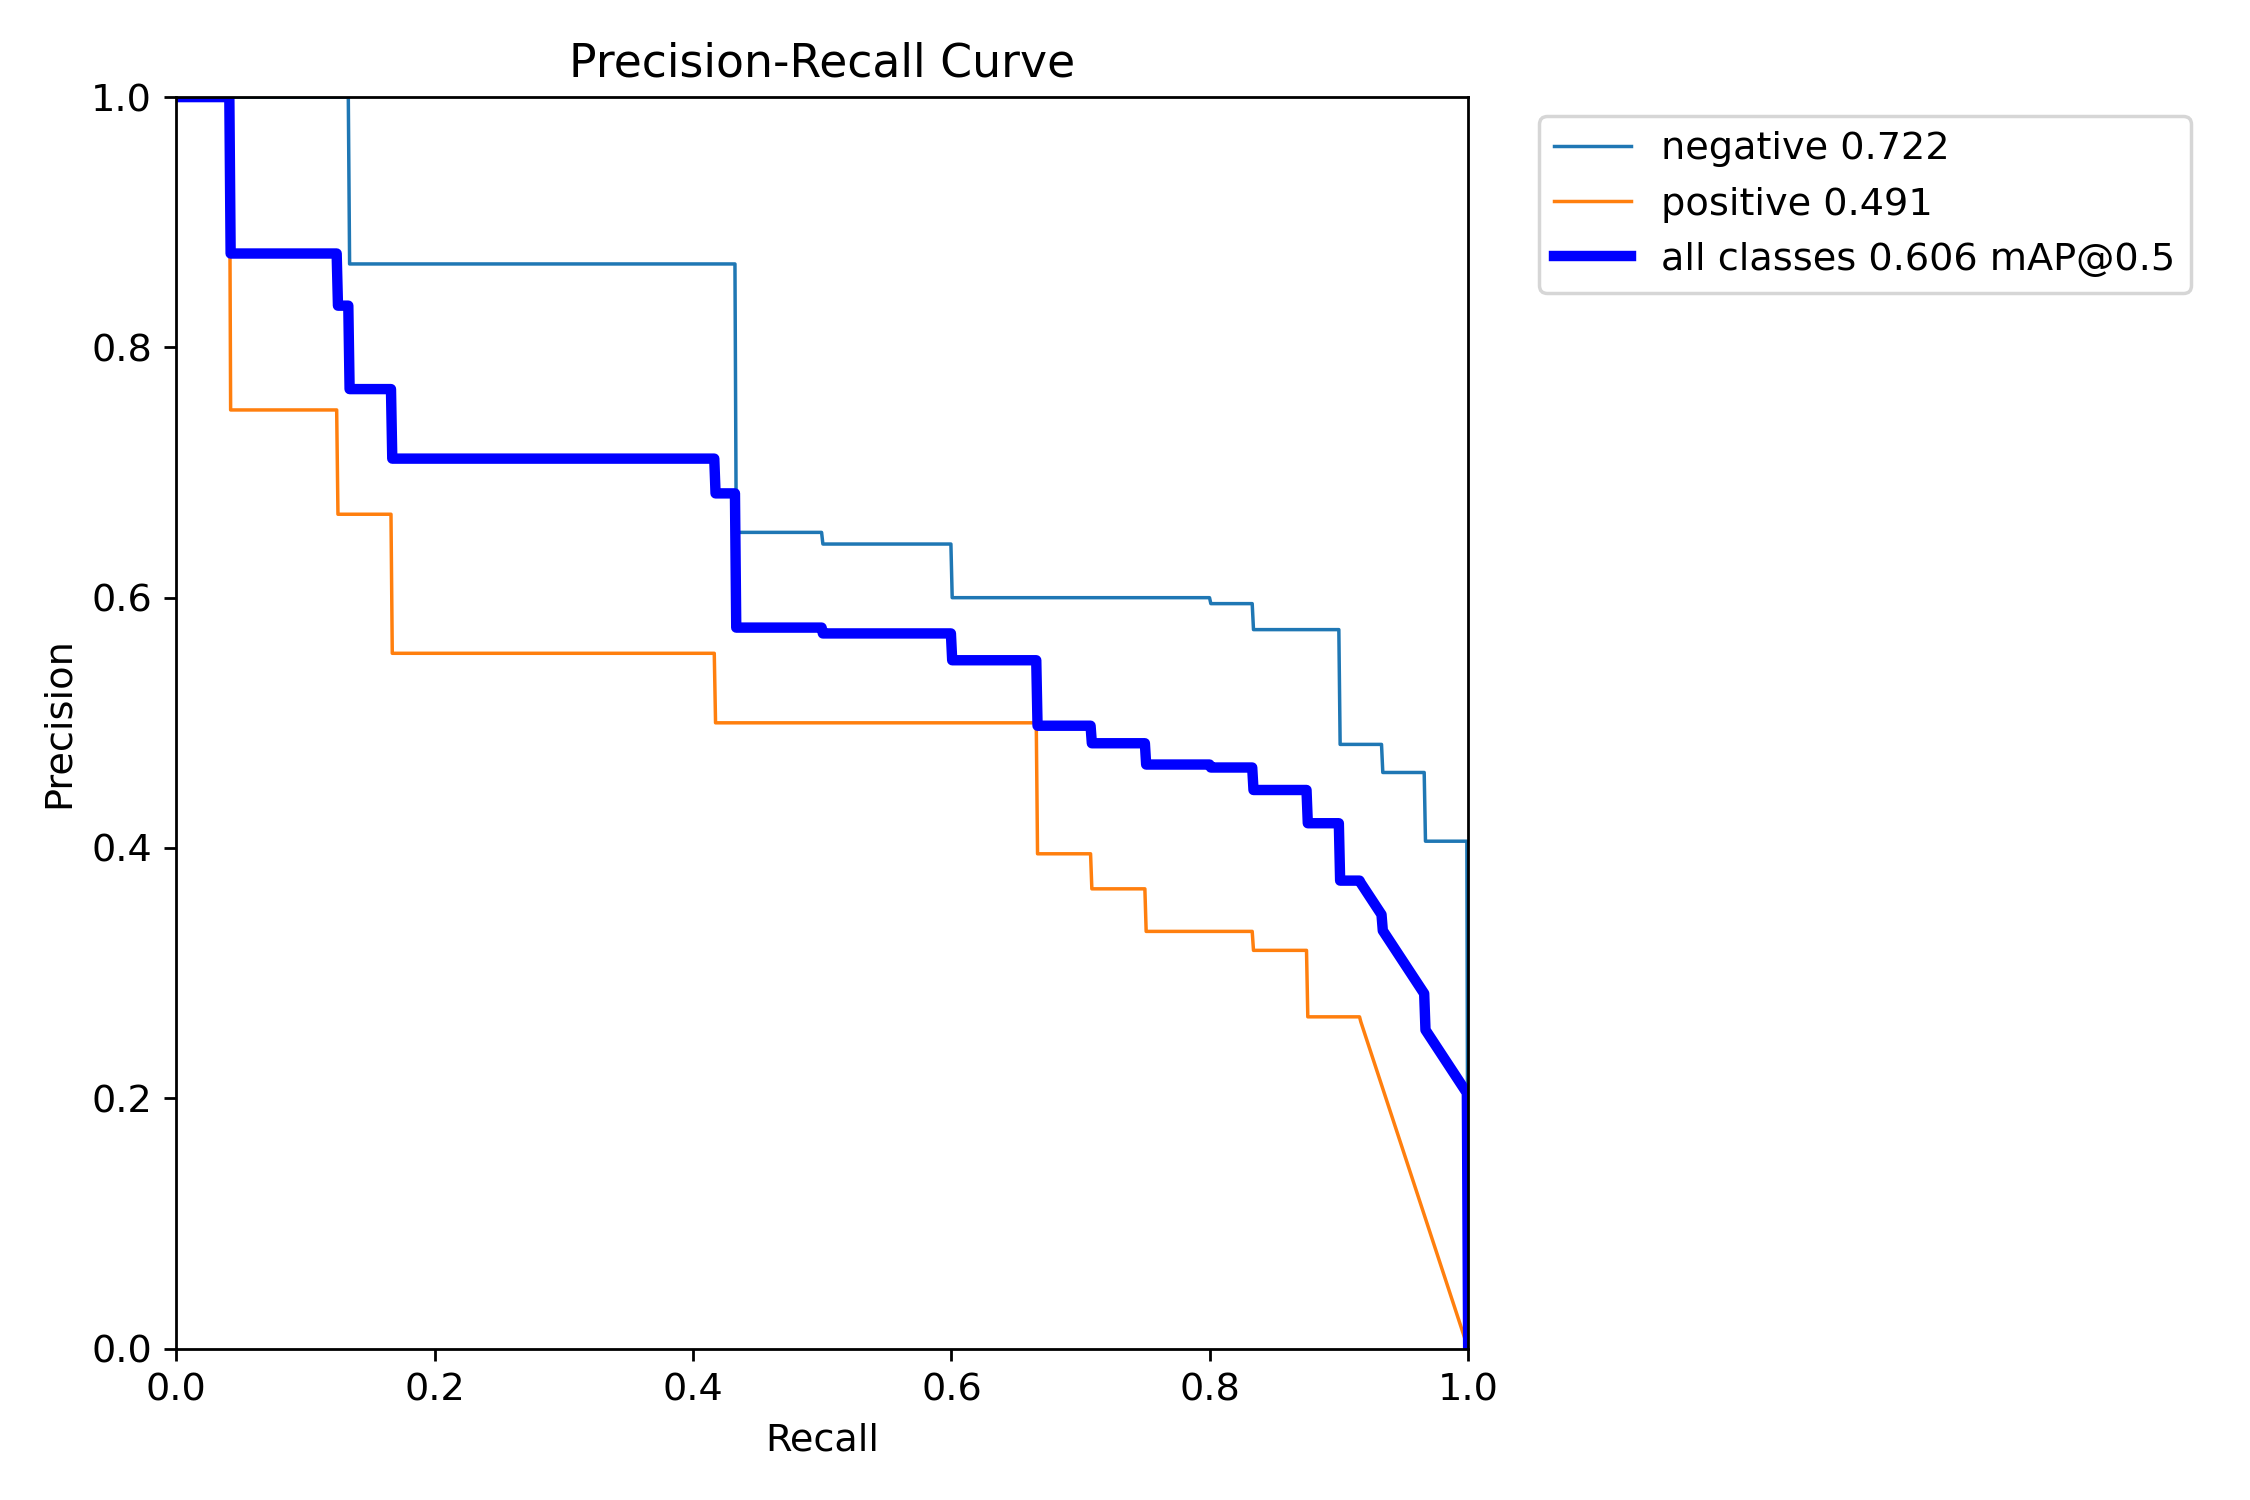 Precision-Recall Curve
negative 0.722
positive 0.491
all classes 0.606 mAP@0.5
1.0
0.8
0.6
0.4
0.2
0.0
Precision
0.0 0.2 0.4 0.6 0.8 1.0
Recall